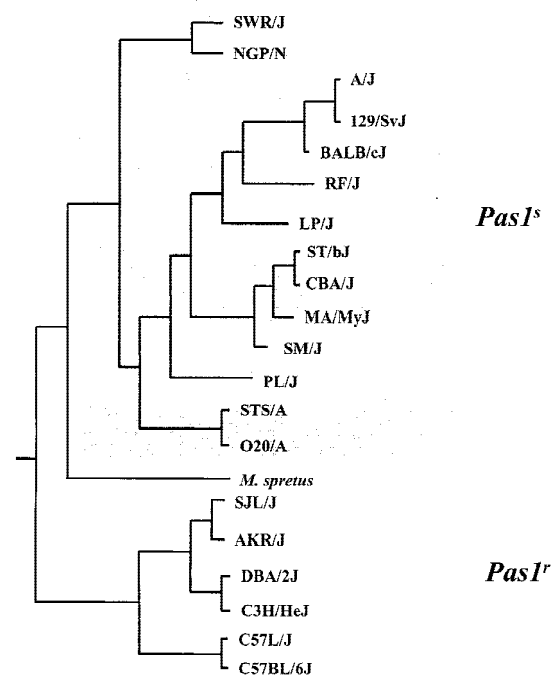 SWR/J
NGP/N
A/J
129/SvJ
BALB/cJ
RF/J
Pas1s
LP/J
ST/bJ
CBA/J
MA/MyJ
SM/J
PL/J
STS/A
O20/A
M. spretus
SJL/J
AKR/J
Pas1r
DBA/2J
C3H/HeJ
C57L/J
C57BL/6J